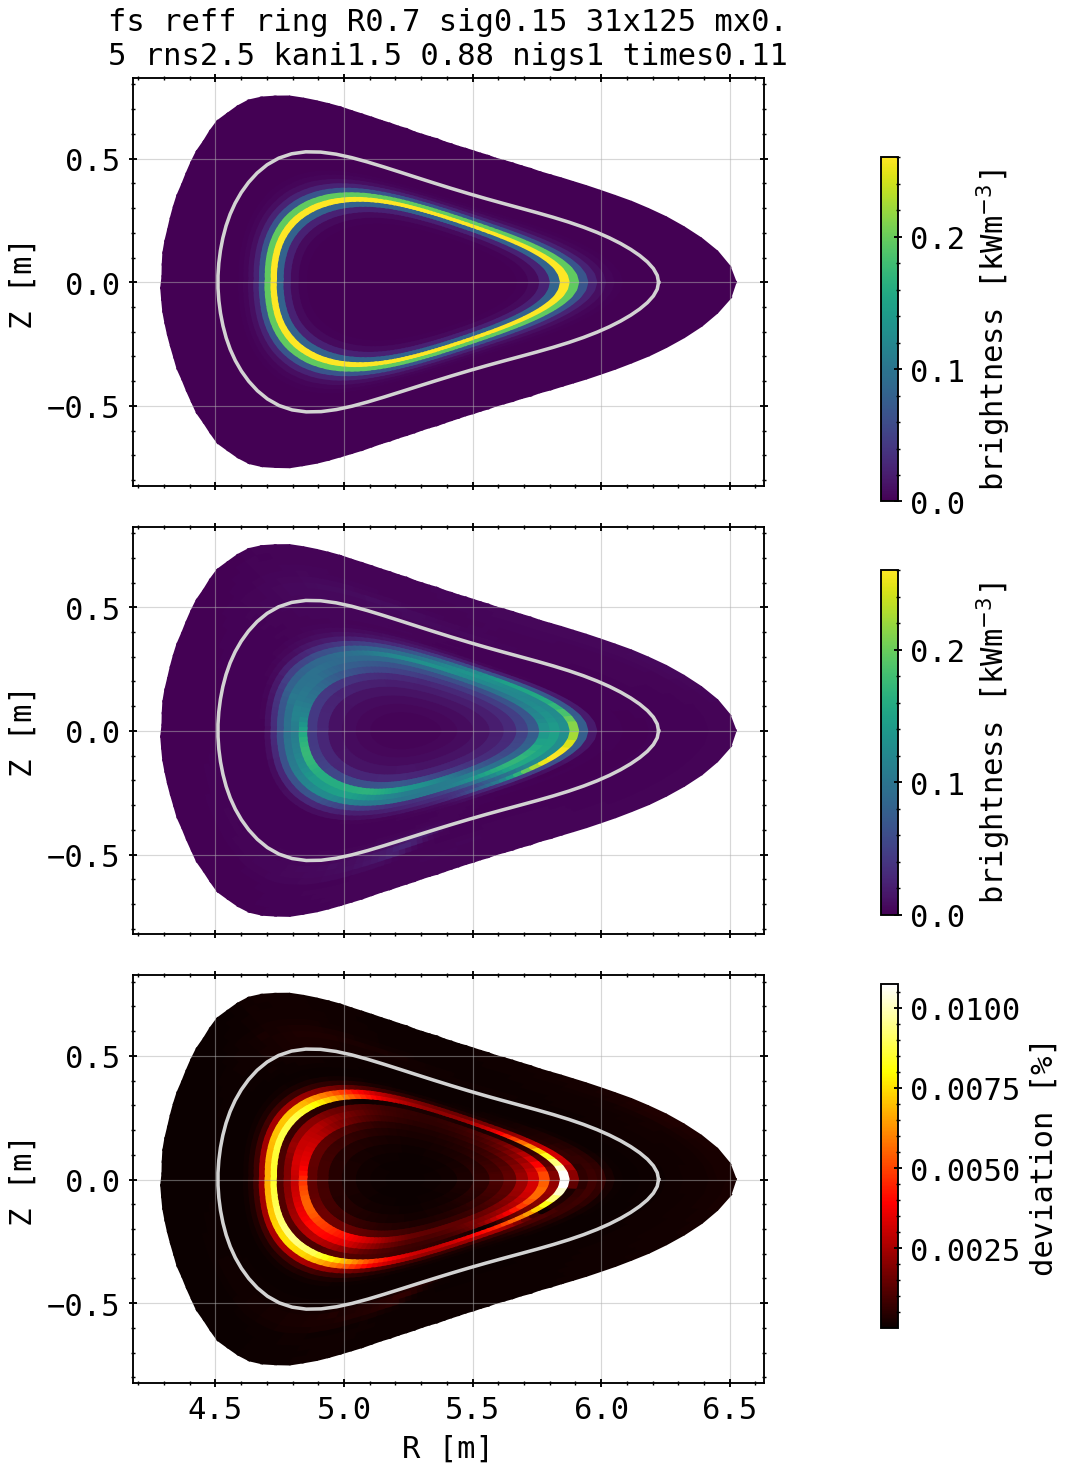 fs reff ring R0.7 sig0.15 31x125 mx0.
5 rns2.5 kani1.5 0.88 nigs1 times0.11
0.5
0.0
−0.5
Z [m]
0.2
0.1
0.0
brightness [kWm⁻³]
0.5
0.0
−0.5
Z [m]
0.2
0.1
0.0
brightness [kWm⁻³]
0.5
0.0
−0.5
Z [m]
0.0100
0.0075
0.0050
0.0025
deviation [%]
4.5 5.0 5.5 6.0 6.5
R [m]